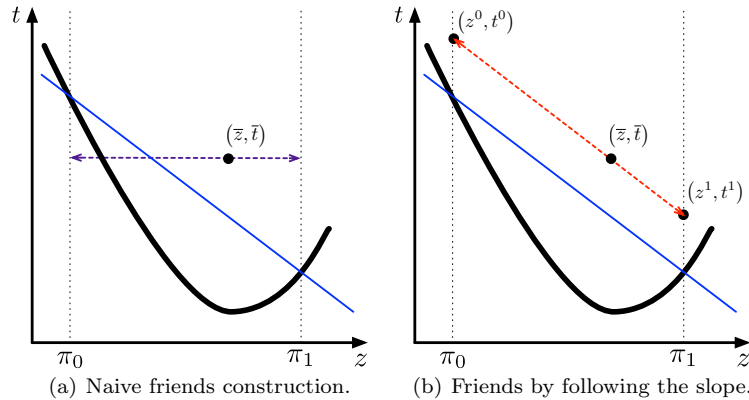 t
(z̅, t̅)
π₀
π₁
z
(a) Naive friends construction.
t
(z⁰, t⁰)
(z̅, t̅)
(z¹, t¹)
π₀
π₁
z
(b) Friends by following the slope.